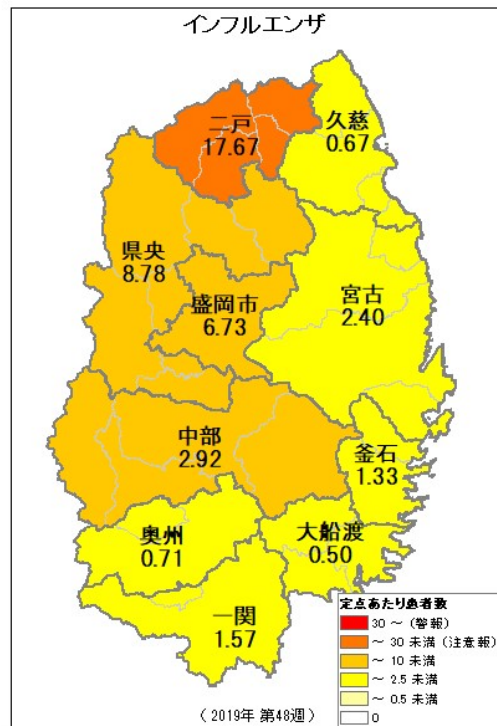 インフルエンザ
二戸
17.67
久慈
0.67
県央
8.78
盛岡市
6.73
宮古
2.40
中部
2.92
釜石
1.33
奥州
0.71
大船渡
0.50
一関
1.57
定点あたり患者数
30 ～ (警報)
～ 30 未満 (注意報)
～ 10 未満
～ 2.5 未満
～ 0.5 未満
0
（2019年 第48週）